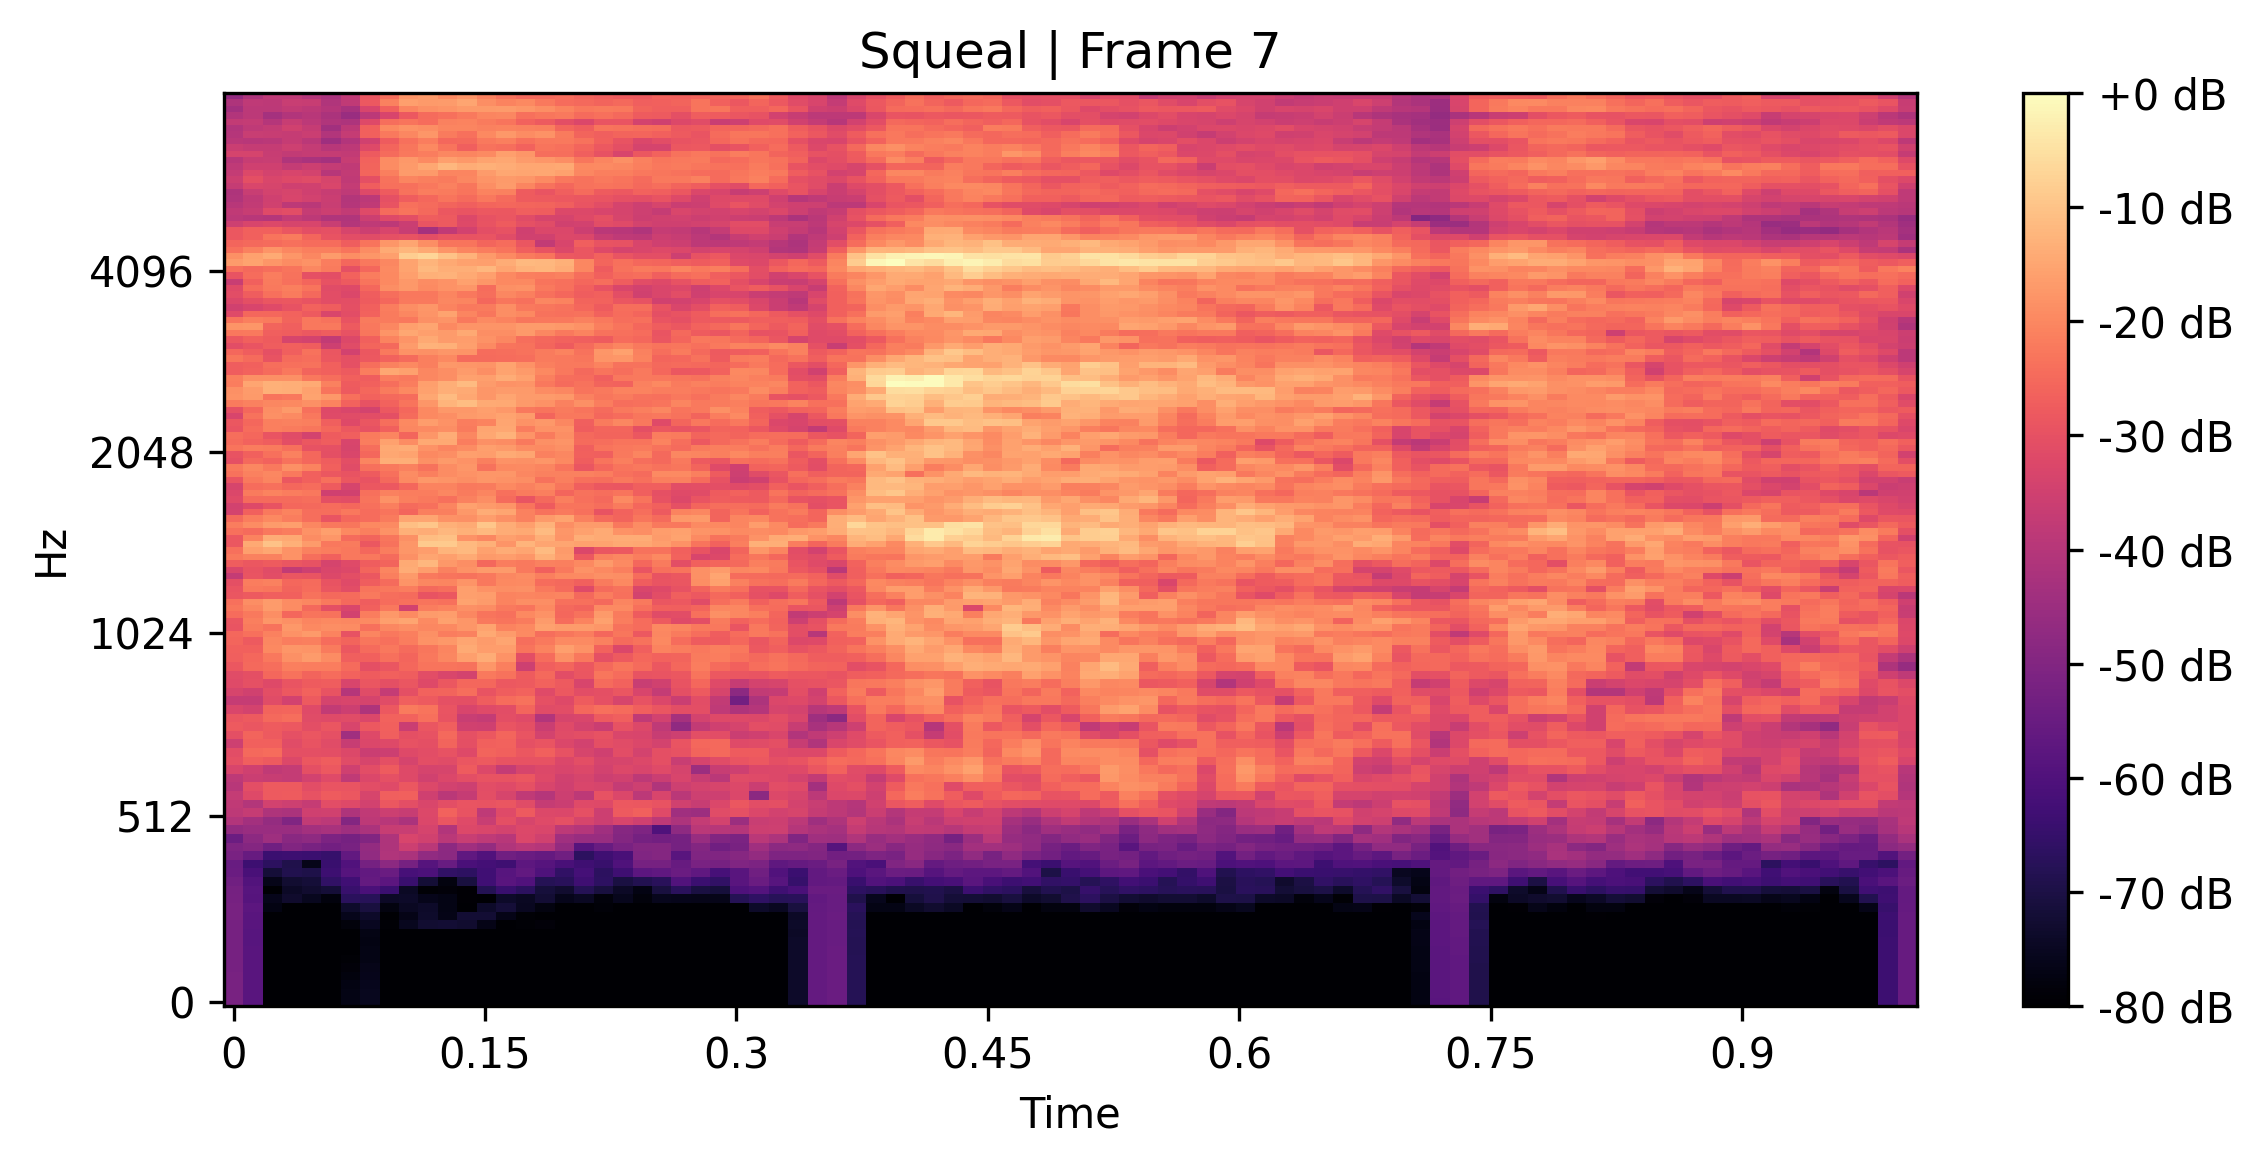 Squeal | Frame 7
+0 dB
-10 dB
-20 dB
-30 dB
-40 dB
-50 dB
-60 dB
-70 dB
-80 dB
Hz
4096
2048
1024
512
0
0 0.15 0.3 0.45 0.6 0.75 0.9
Time